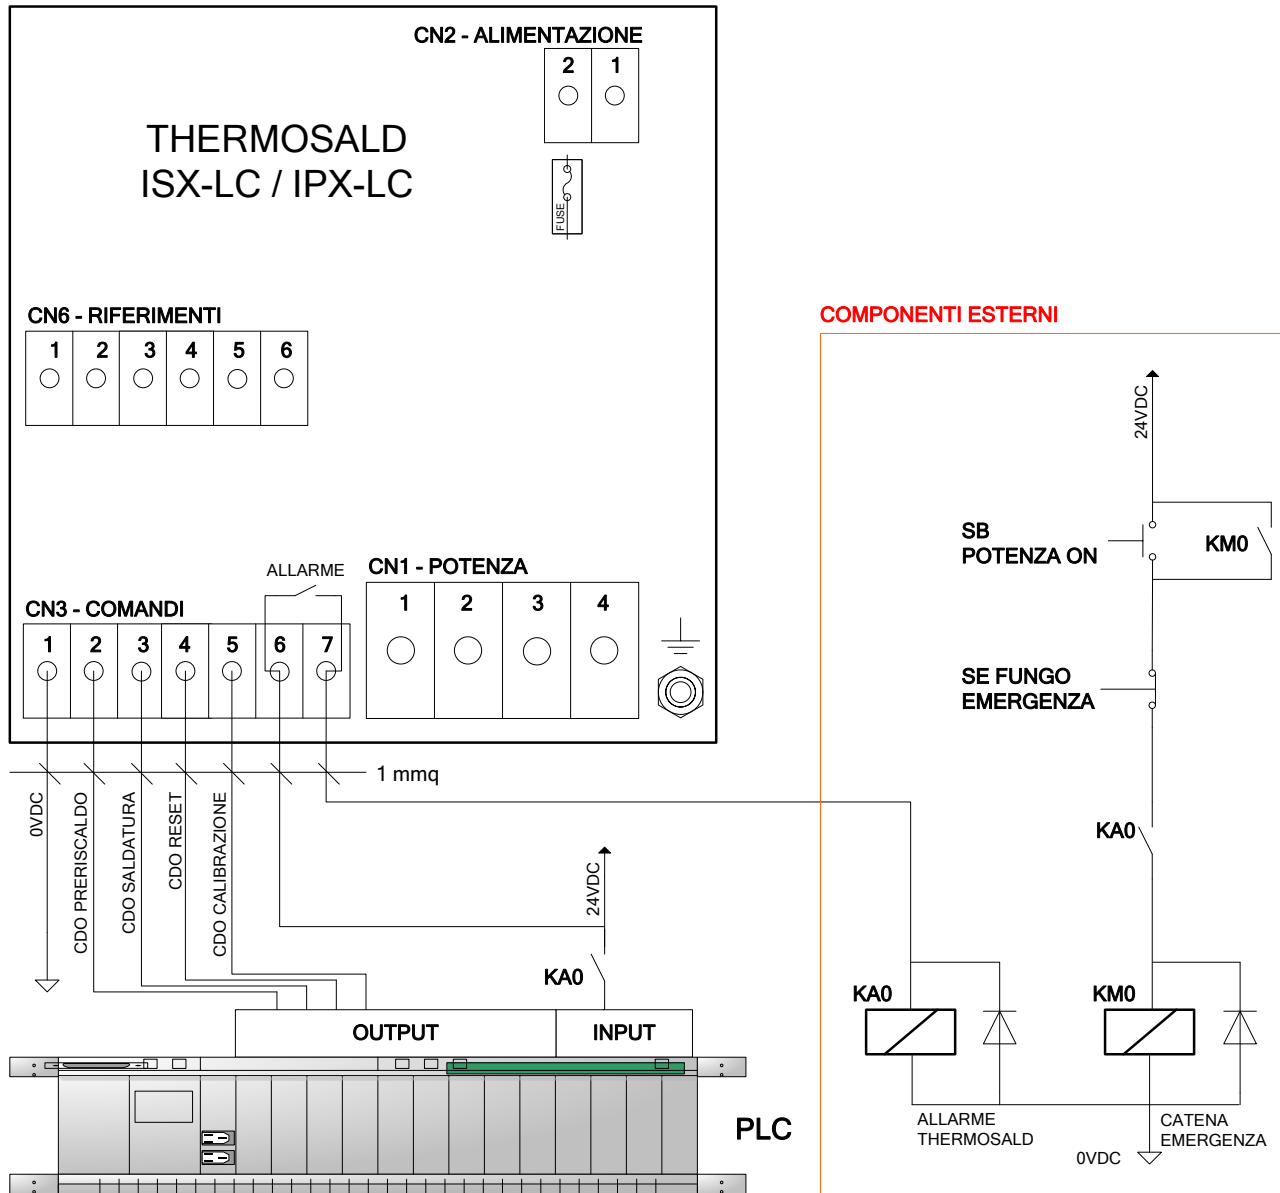 CN2 - ALIMENTAZIONE
2 1
THERMOSALD
ISX-LC / IPX-LC
FUSE
CN6 - RIFERIMENTI
1 2 3 4 5 6
COMPONENTI ESTERNI
24VDC
SB
POTENZA ON
KM0
ALLARME
CN1 - POTENZA
1 2 3 4
CN3 - COMANDI
1 2 3 4 5 6 7
SE FUNGO
EMERGENZA
1 mmq
0VDC
CDO PRERISCALDO
CDO SALDATURA
CDO RESET
CDO CALIBRAZIONE
24VDC
KA0
KA0
KA0
KM0
OUTPUT
INPUT
PLC
ALLARME
THERMOSALD
CATENA
EMERGENZA
0VDC